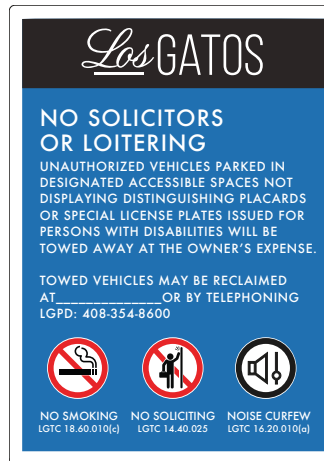 Los GATOS
NO SOLICITORS
OR LOITERING
UNAUTHORIZED VEHICLES PARKED IN
DESIGNATED ACCESSIBLE SPACES NOT
DISPLAYING DISTINGUISHING PLACARDS
OR SPECIAL LICENSE PLATES ISSUED FOR
PERSONS WITH DISABILITIES WILL BE
TOWED AWAY AT THE OWNER'S EXPENSE.
TOWED VEHICLES MAY BE RECLAIMED
AT______________OR BY TELEPHONING
LGPD: 408-354-8600
NO SMOKING NO SOLICITING NOISE CURFEW
LGTC 18.60.010(c) LGTC 14.40.025 LGTC 16.20.010(a)